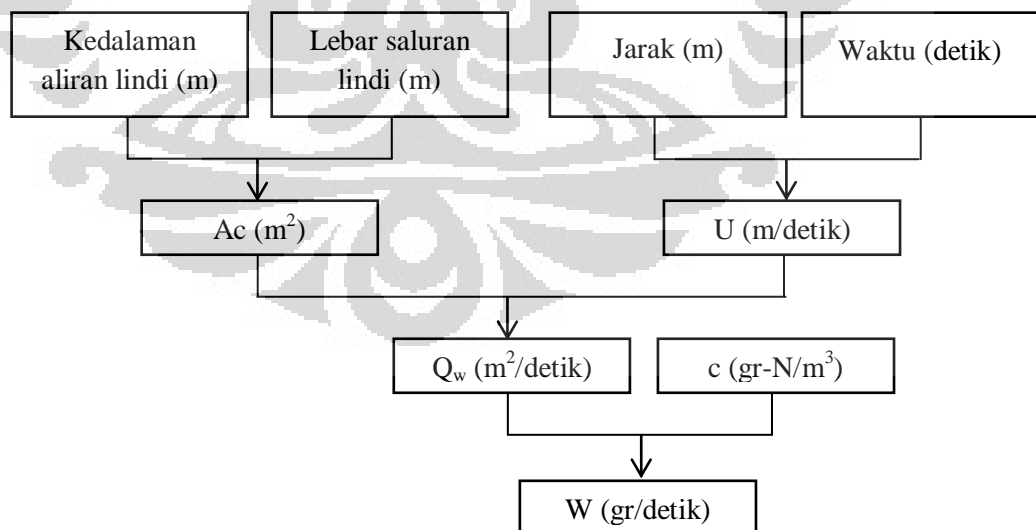 Kedalaman
aliran lindi (m)
Lebar saluran
lindi (m)
Jarak (m)
Waktu (detik)
Ac (m²)
U (m/detik)
Qw (m²/detik)
c (gr-N/m³)
W (gr/detik)